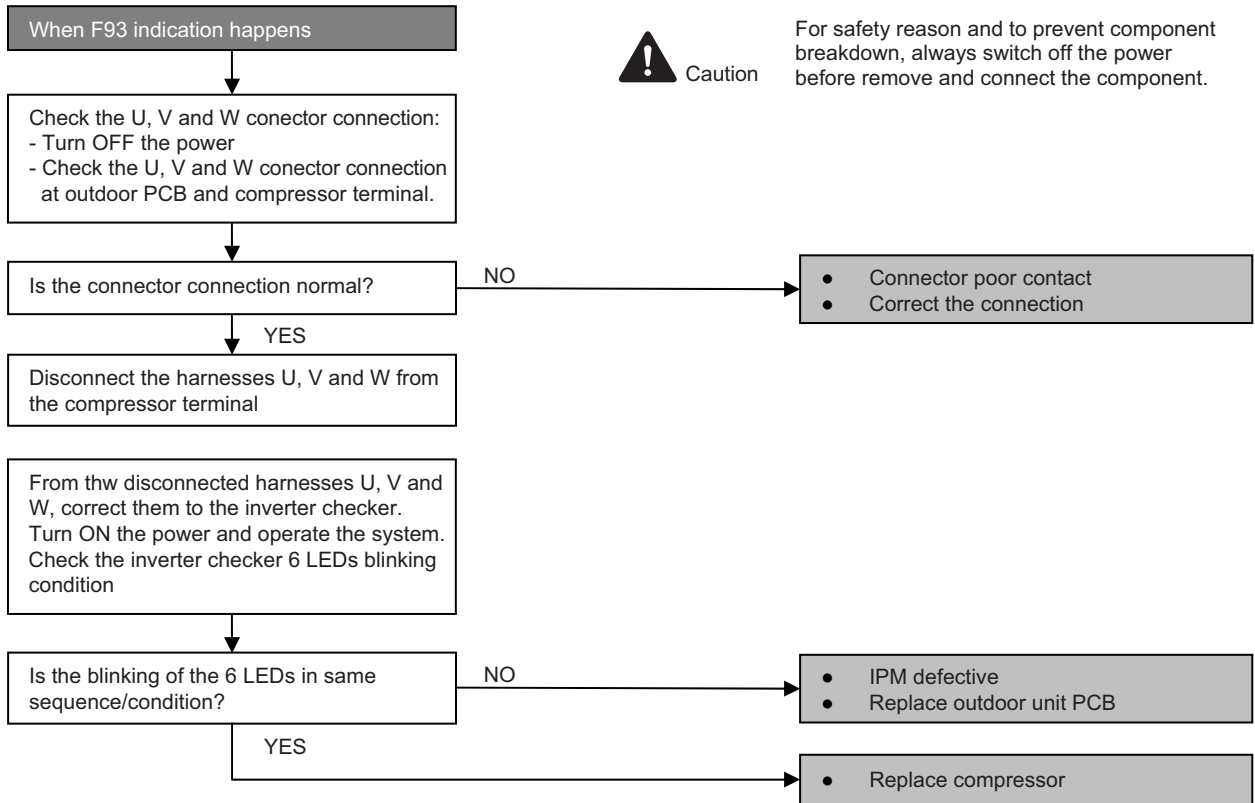 When F93 indication happens
Caution
For safety reason and to prevent component
breakdown, always switch off the power
before remove and connect the component.
Check the U, V and W conector connection:
- Turn OFF the power
- Check the U, V and W conector connection
at outdoor PCB and compressor terminal.
Is the connector connection normal?
NO
● Connector poor contact
● Correct the connection
YES
Disconnect the harnesses U, V and W from
the compressor terminal
From thw disconnected harnesses U, V and
W, correct them to the inverter checker.
Turn ON the power and operate the system.
Check the inverter checker 6 LEDs blinking
condition
Is the blinking of the 6 LEDs in same
sequence/condition?
NO
● IPM defective
● Replace outdoor unit PCB
YES
● Replace compressor